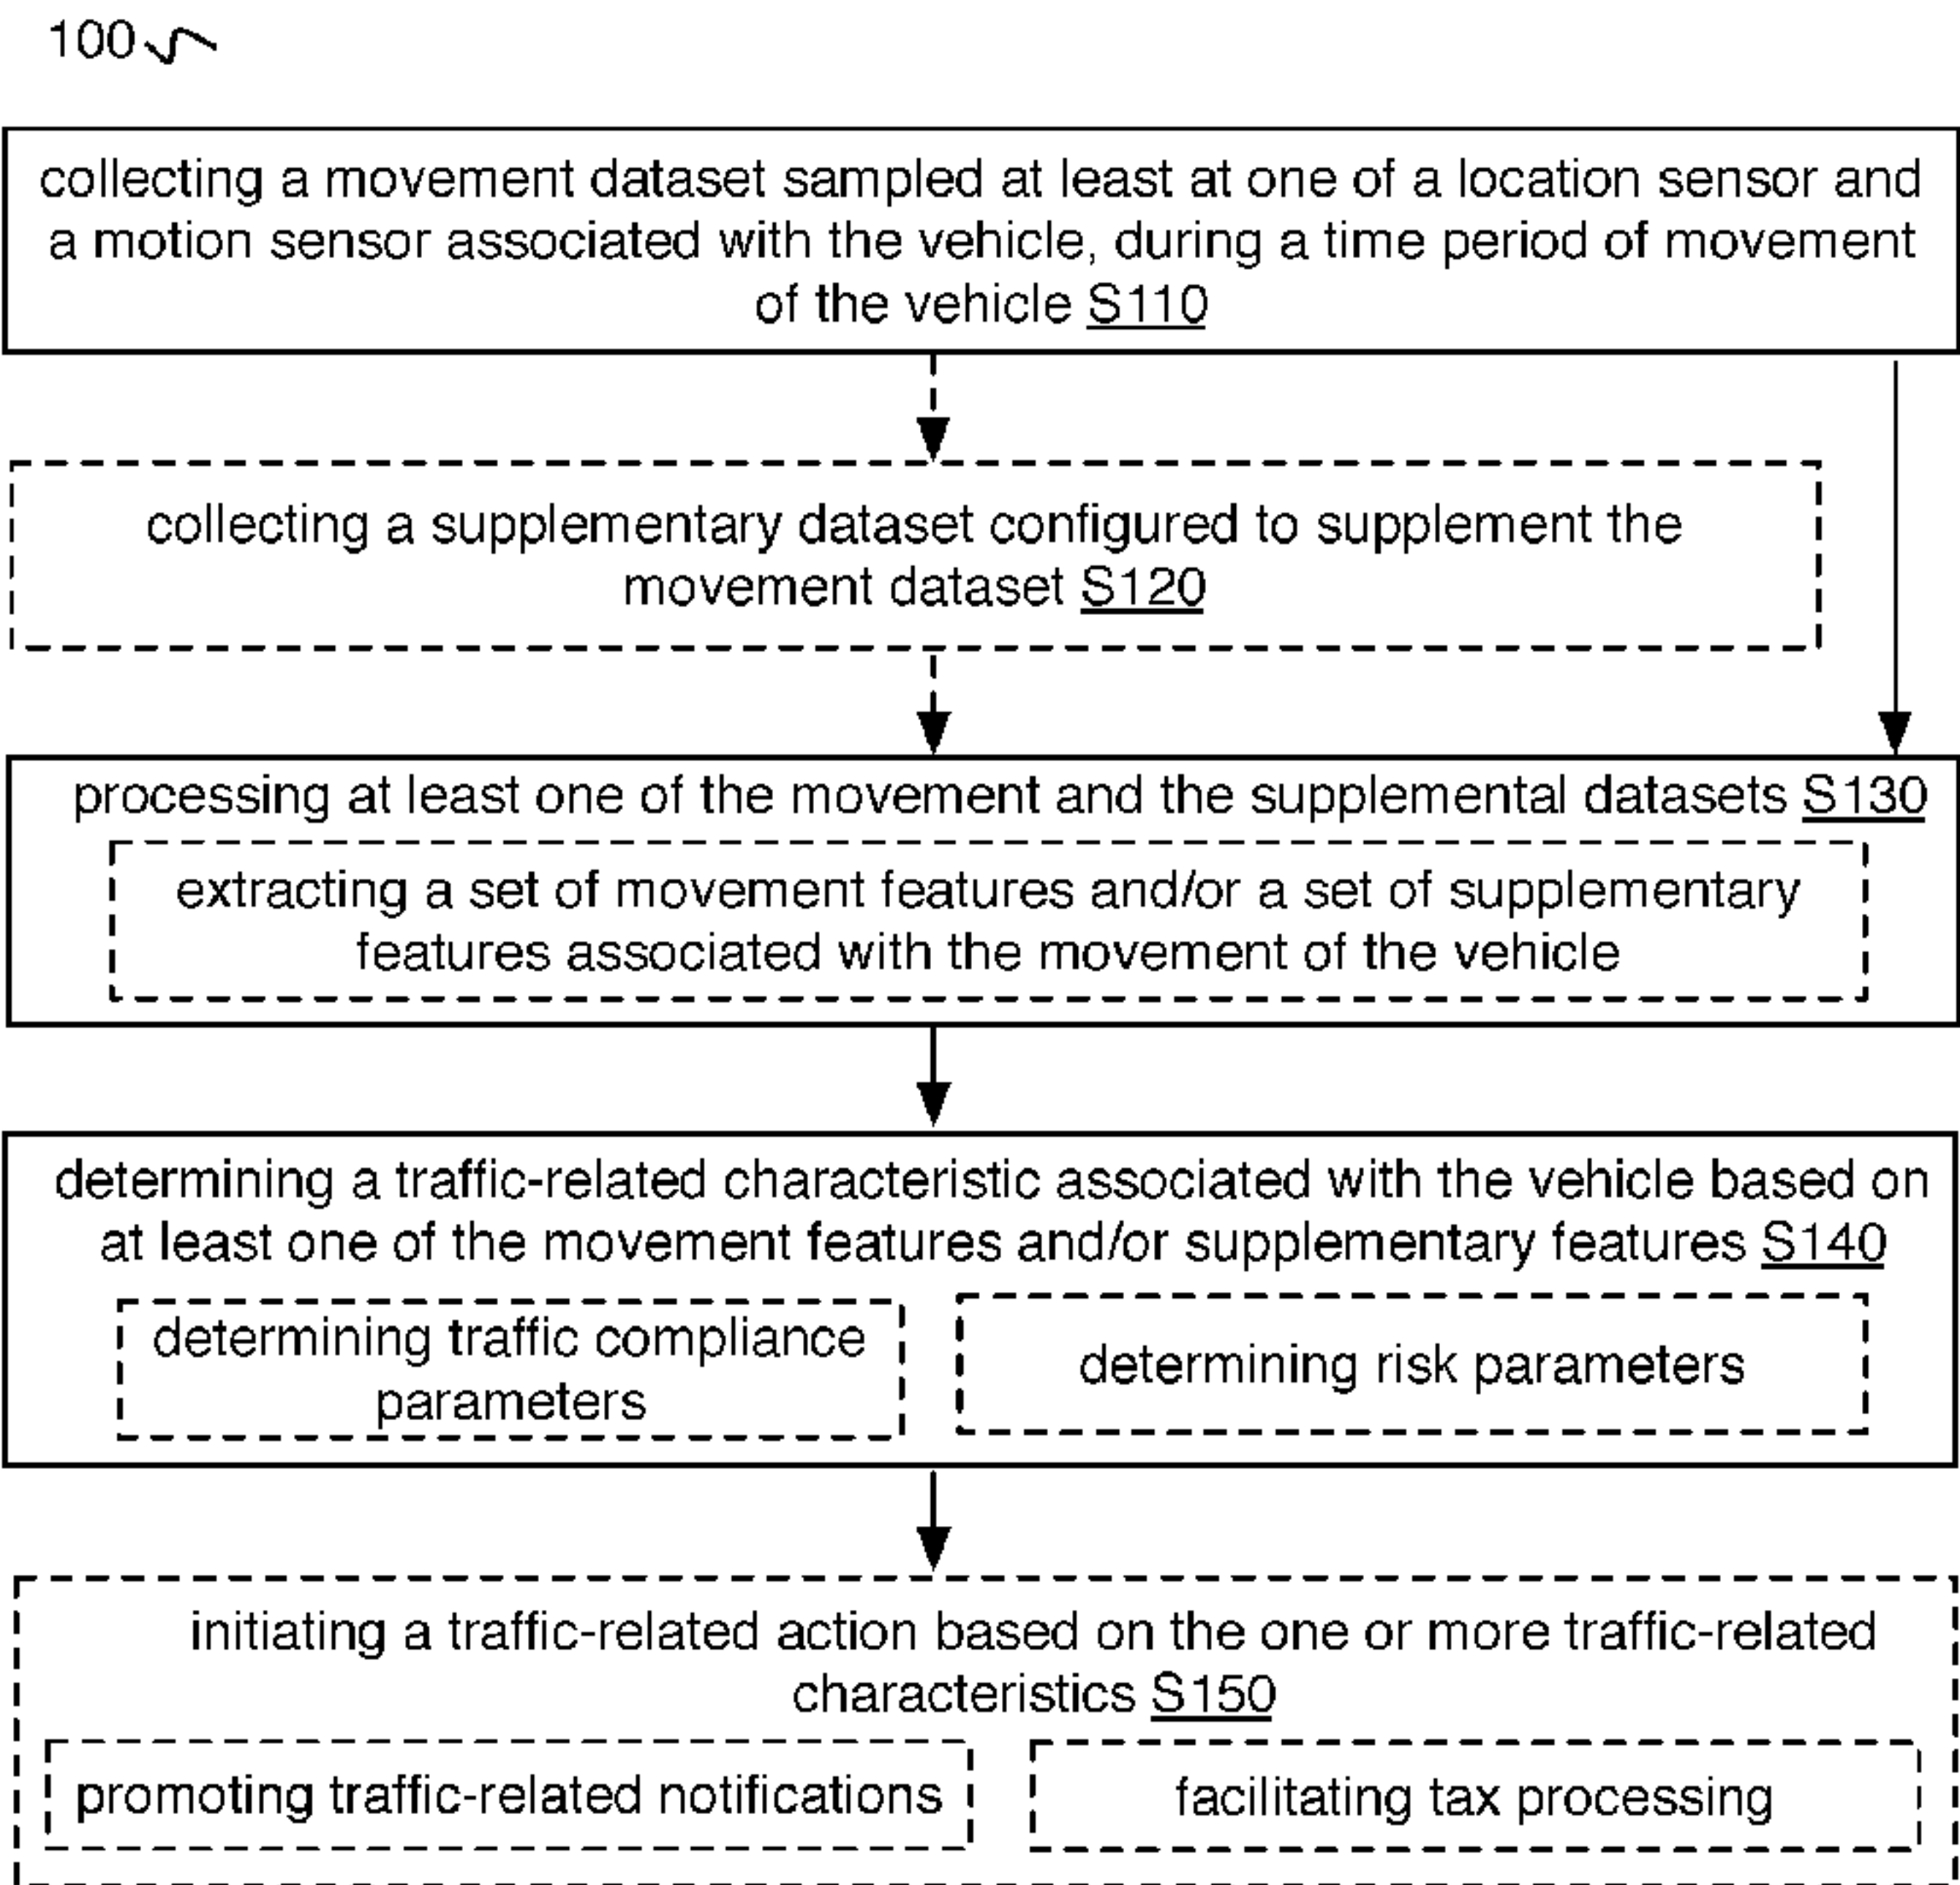 100
collecting a movement dataset sampled at least at one of a location sensor and
a motion sensor associated with the vehicle, during a time period of movement
of the vehicle S110
collecting a supplementary dataset configured to supplement the
movement dataset S120
processing at least one of the movement and the supplemental datasets S130
extracting a set of movement features and/or a set of supplementary
features associated with the movement of the vehicle
determining a traffic-related characteristic associated with the vehicle based on
at least one of the movement features and/or supplementary features S140
determining traffic compliance
parameters
determining risk parameters
initiating a traffic-related action based on the one or more traffic-related
characteristics S150
promoting traffic-related notifications
facilitating tax processing